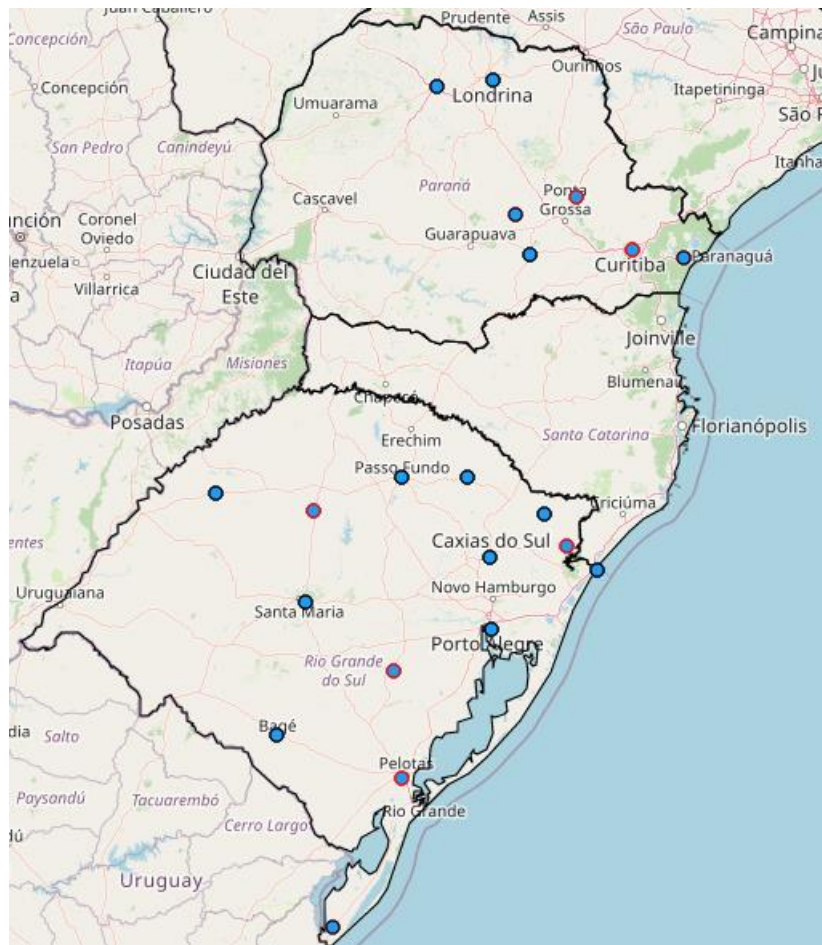 Juan Caballero
Prudente
Assis
São Paulo
Concepción
Campina
Ourinhos
Concepción
Umuarama
Londrina
Itapetininga
São P
San Pedro
Canindeyú
Itanha
Cascavel
Paraná
Ponta
Grossa
Coronel
Oviedo
Guarapuava
Curitiba
Paranaguá
Villarrica
Ciudad del
Este
Itapúa
Misiones
Joinville
Blumenau
Posadas
Chapecó
Erechim
Santa Catarina
Florianópolis
Passo Fundo
Criciúma
Caxias do Sul
Uruguaiana
Novo Hamburgo
Santa Maria
Porto Alegre
Rio Grande
do Sul
Bagé
Salto
Pelotas
Paysandú
Tacuarembó
Rio Grande
Cerro Largo
Uruguay